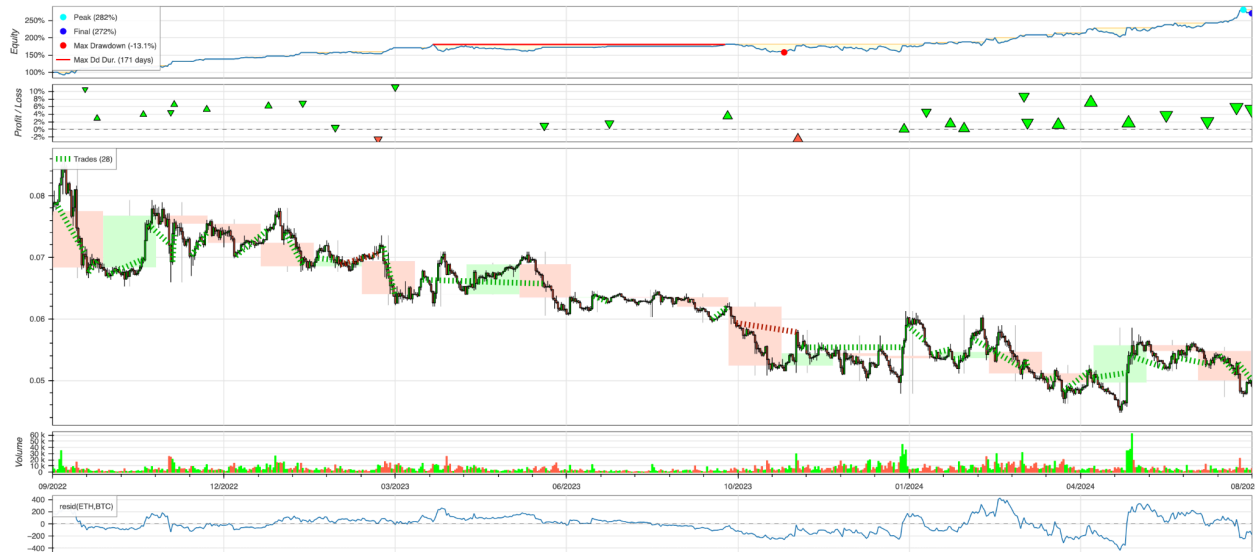 Equity
250%
200%
150%
100%
Peak (282%)
Final (272%)
Max Drawdown (-13.1%)
Max Dd Dur. (171 days)
Profit / Loss
10%
8%
6%
4%
2%
0%
-2%
Trades (28)
0.08
0.07
0.06
0.05
Volume
60 k
50 k
40 k
30 k
20 k
10 k
0
09/2022
12/2022
03/2023
06/2023
10/2023
01/2024
04/2024
08/202
resid(ETH,BTC)
400
200
0
-200
-400